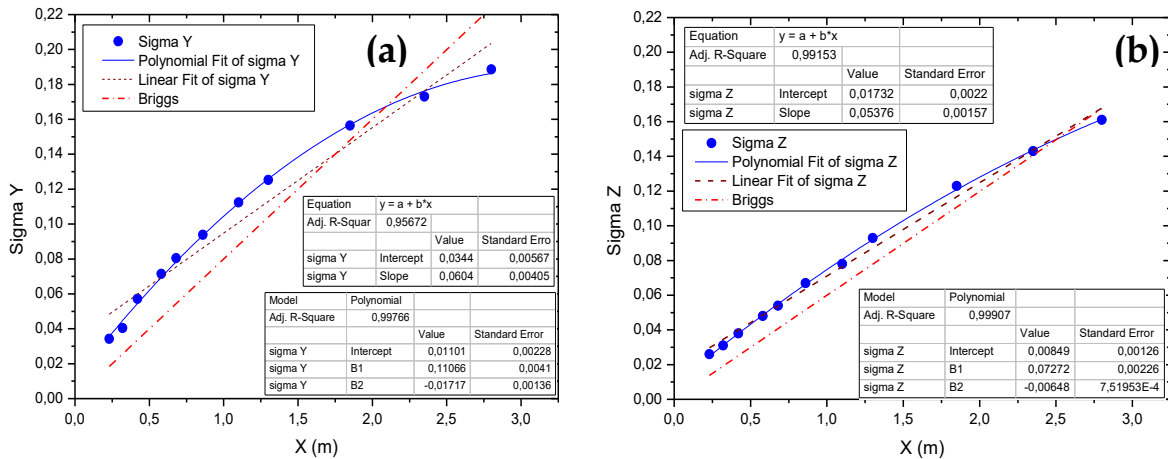 (a)
Sigma Y
Polynomial Fit of sigma Y
Linear Fit of sigma Y
Briggs
0,22
0,20
0,18
0,16
0,14
0,12
0,10
0,08
0,06
0,04
0,02
0,00
Sigma Y
Equation y = a + b*x
Adj. R-Squar 0,95672
Value Standard Erro
sigma Y Intercept 0,0344 0,00567
sigma Y Slope 0,0604 0,00405
Model Polynomial
Adj. R-Square 0,99766
Value Standard Error
sigma Y Intercept 0,01101 0,00228
sigma Y B1 0,11066 0,0041
sigma Y B2 -0,01717 0,00136
0,0 0,5 1,0 1,5 2,0 2,5 3,0
X (m)
(b)
Equation y = a + b*x
Adj. R-Square 0,99153
Value Standard Error
sigma Z Intercept 0,01732 0,0022
sigma Z Slope 0,05376 0,00157
Sigma Z
Polynomial Fit of sigma Z
Linear Fit of sigma Z
Briggs
0,22
0,20
0,18
0,16
0,14
0,12
0,10
0,08
0,06
0,04
0,02
0,00
Sigma Z
Model Polynomial
Adj. R-Square 0,99907
Value Standard Error
sigma Z Intercept 0,00849 0,00126
sigma Z B1 0,07272 0,00226
sigma Z B2 -0,00648 7,51953E-4
0,0 0,5 1,0 1,5 2,0 2,5 3,0
X (m)